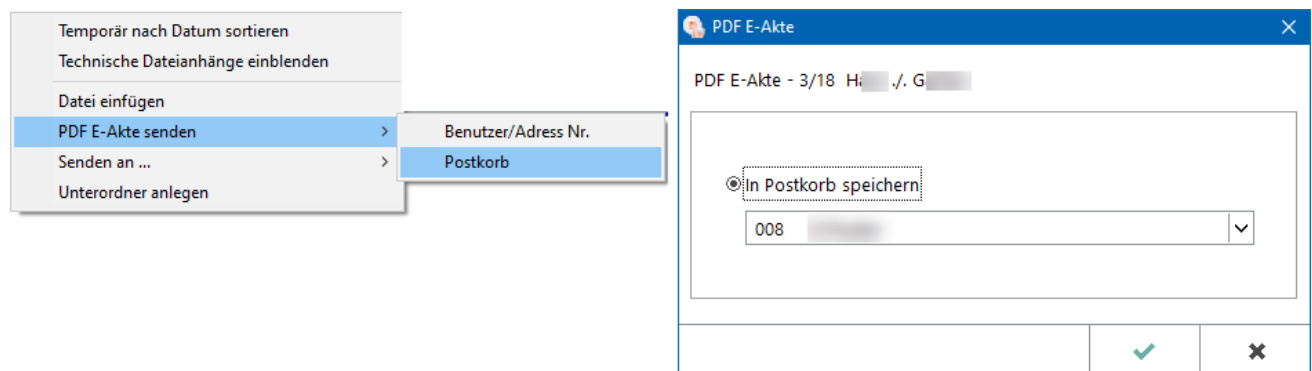 Temporär nach Datum sortieren
Technische Dateianhänge einblenden
Datei einfügen
PDF E-Akte senden
Senden an ...
Unterordner anlegen
Benutzer/Adress Nr.
Postkorb
PDF E-Akte
PDF E-Akte - 3/18 ./.
In Postkorb speichern
008